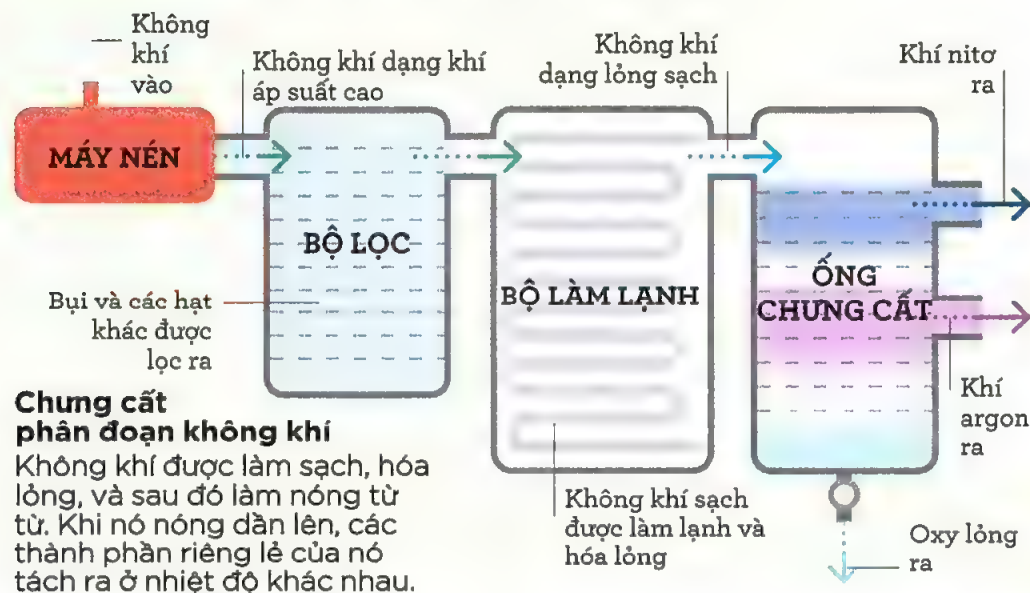 Không
khí
vào
Không khí dạng khí
áp suất cao
Không khí
dạng lỏng sạch
Khí nitơ
ra
MÁY NÉN
BỘ LỌC
BỘ LÀM LẠNH
ỐNG
CHƯNG CẤT
Bụi và các hạt
khác được
lọc ra
Khí
argon
ra
Không khí sạch
được làm lạnh và
hóa lỏng
Oxy lỏng
ra
Chưng cất
phân đoạn không khí
Không khí được làm sạch, hóa
lỏng, và sau đó làm nóng từ
từ. Khi nó nóng dần lên, các
thành phần riêng lẻ của nó
tách ra ở nhiệt độ khác nhau.